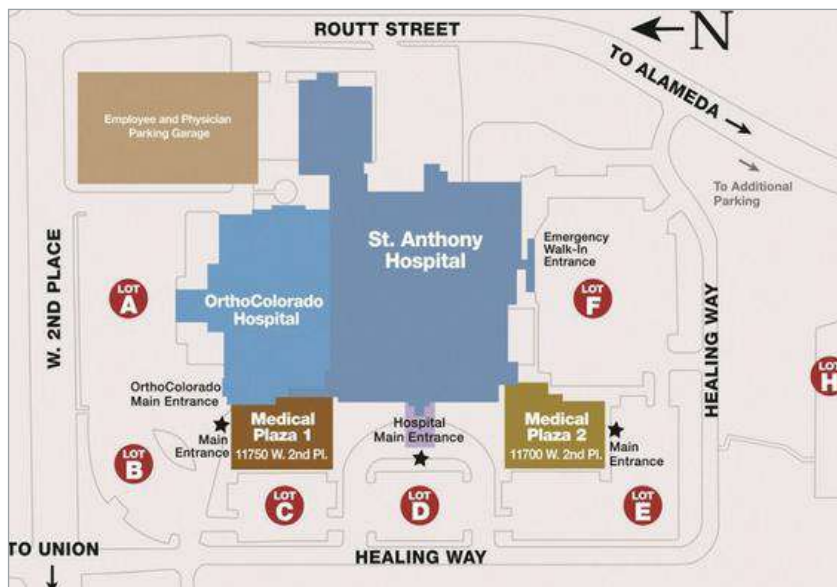 ROUTT STREET
N
TO ALAMEDA
To Additional
Parking
Employee and Physician
Parking Garage
St. Anthony
Hospital
Emergency
Walk-In
Entrance
W. 2ND PLACE
LOT
A
OrthoColorado
Hospital
LOT
F
HEALING WAY
LOT
H
OrthoColorado
Main Entrance
Main
Entrance
Medical
Plaza 1
11750 W. 2nd Pl.
Hospital
Main Entrance
Medical
Plaza 2
11700 W. 2nd Pl.
Main
Entrance
LOT
B
LOT
C
LOT
D
LOT
E
TO UNION
HEALING WAY